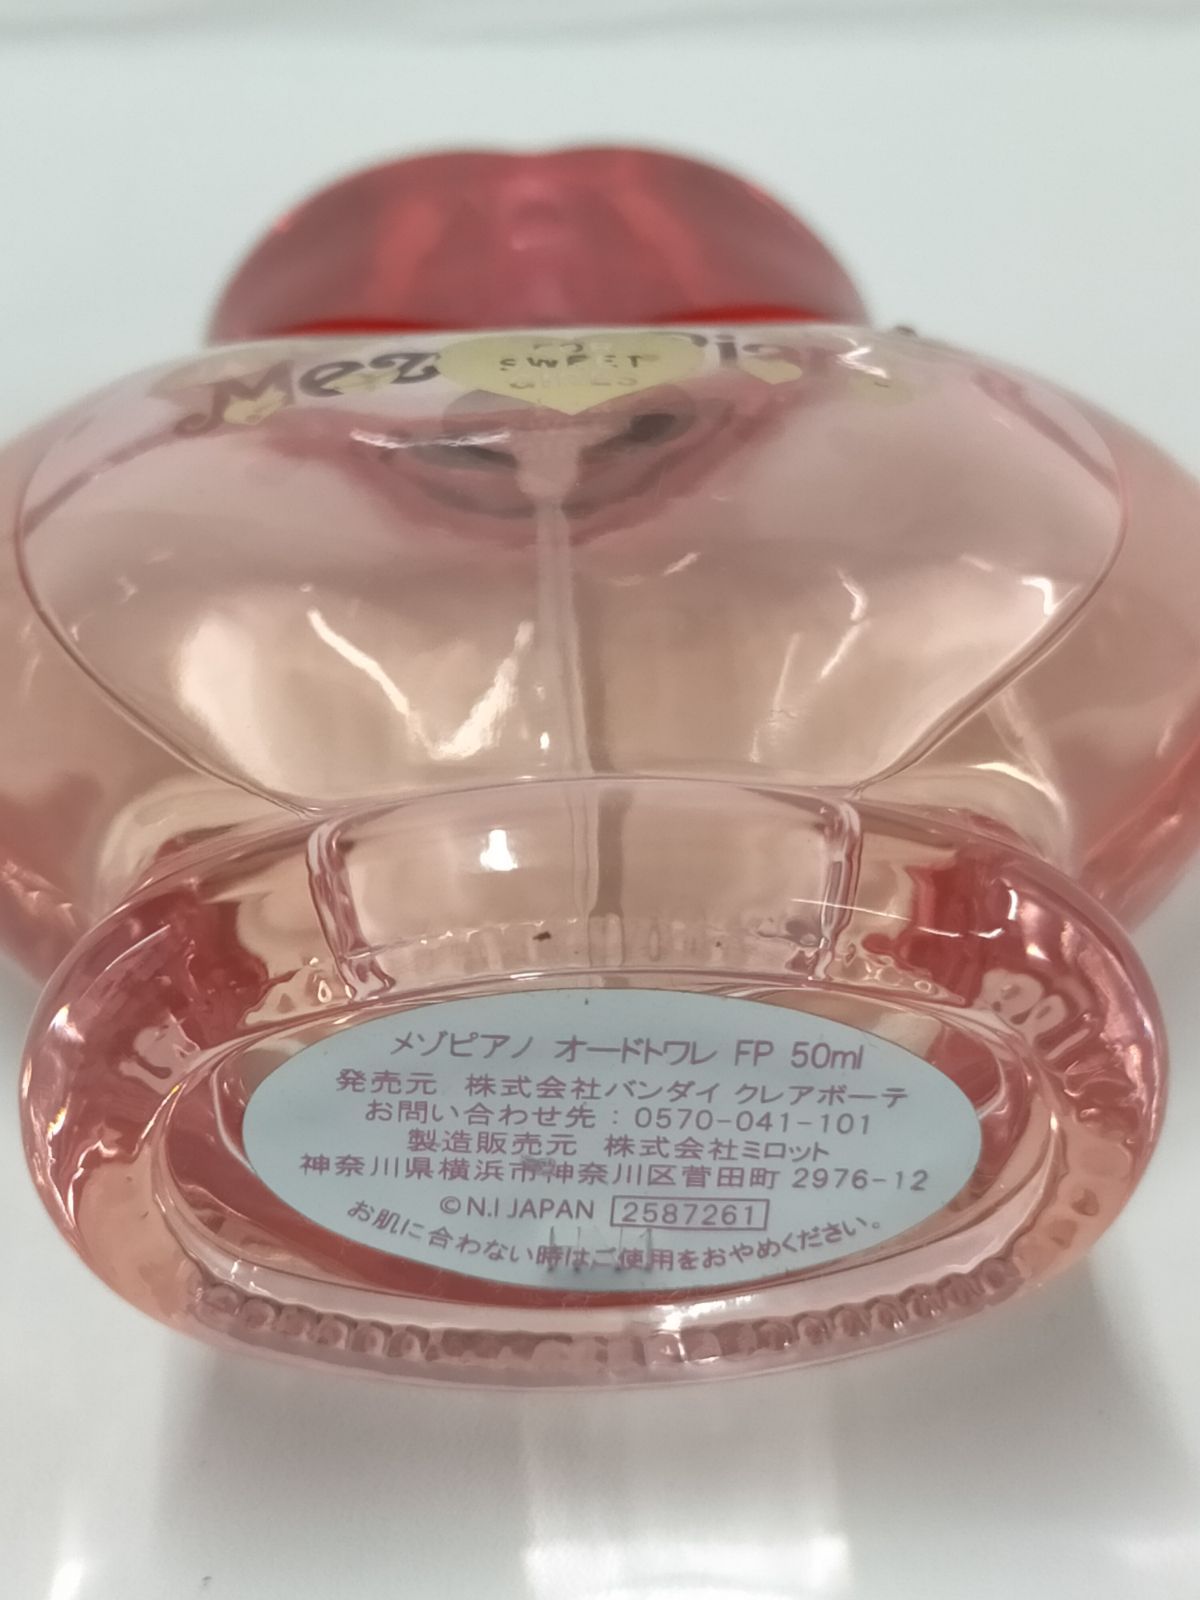 SWEET
メゾピアノ オードトワレ FP 50ml
発売元 株式会社バンダイ クレアボーテ
お問い合わせ先：0570-041-101
製造販売元 株式会社ミロット
神奈川県横浜市神奈川区菅田町 2976-12
©N.I JAPAN 2587261
お肌に合わない時はご使用をおやめください。